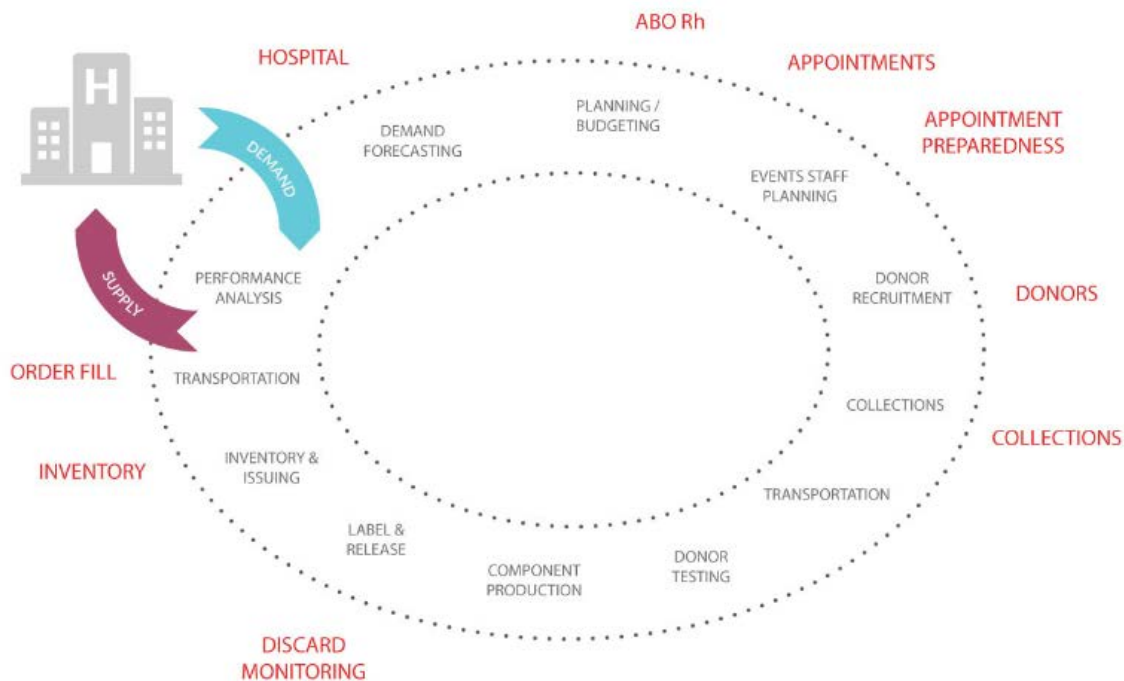 ABO Rh
HOSPITAL
APPOINTMENTS
H
PLANNING /
BUDGETING
APPOINTMENT
PREPAREDNESS
DEMAND
FORECASTING
DEMAND
EVENTS STAFF
PLANNING
PERFORMANCE
ANALYSIS
SUPPLY
DONOR
RECRUITMENT
DONORS
ORDER FILL
TRANSPORTATION
COLLECTIONS
COLLECTIONS
INVENTORY
INVENTORY &
ISSUING
TRANSPORTATION
LABEL &
RELEASE
COMPONENT
PRODUCTION
DONOR
TESTING
DISCARD
MONITORING